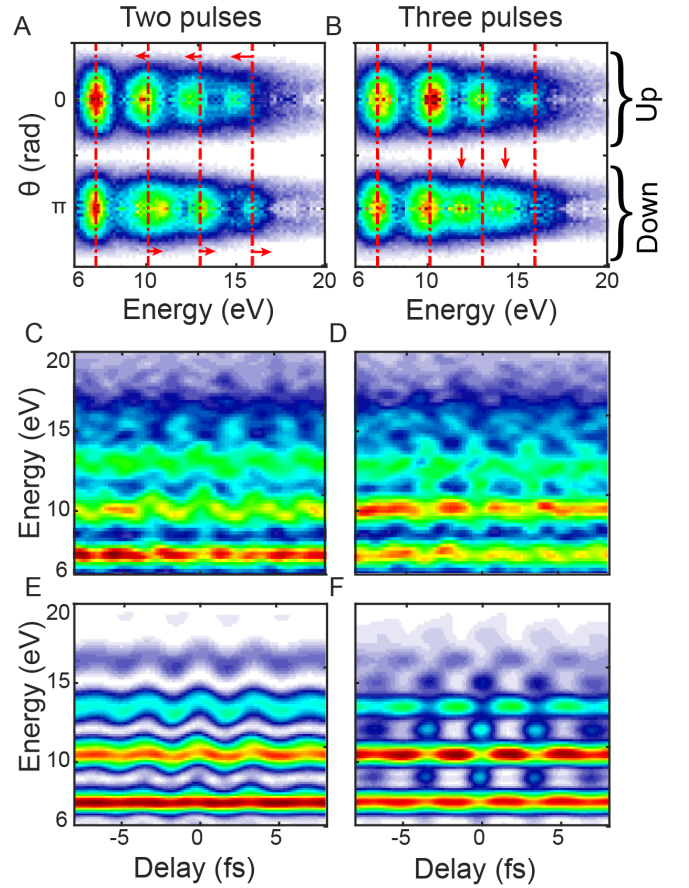 Two pulses
Three pulses
A
B
0
π
θ (rad)
Up
Down
6
10
15
20
6
10
15
20
Energy (eV)
Energy (eV)
C
D
20
15
10
6
Energy (eV)
E
F
20
15
10
6
Energy (eV)
-5
0
5
-5
0
5
Delay (fs)
Delay (fs)